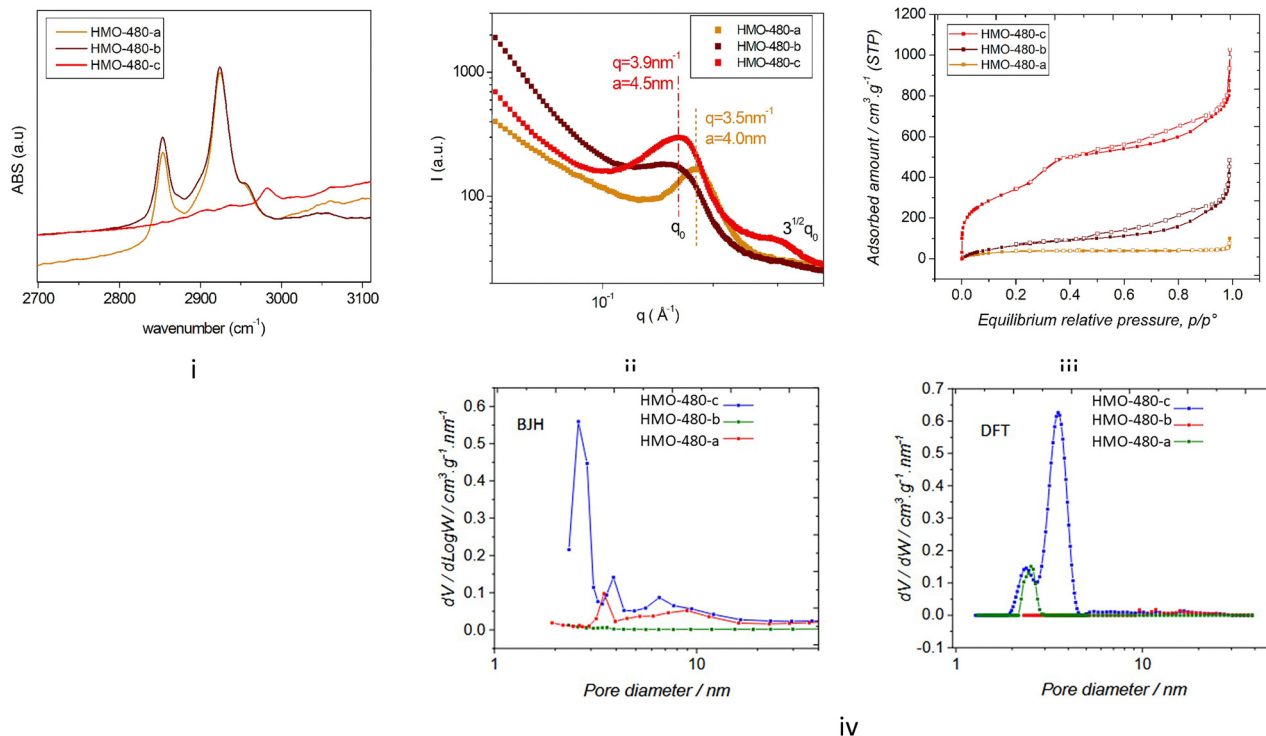 HMO-480-a
HMO-480-b
HMO-480-c
ABS (a.u)
2700 2800 2900 3000 3100
wavenumber (cm⁻¹)
i
HMO-480-a
HMO-480-b
HMO-480-c
q=3.9nm⁻¹
a=4.5nm
q=3.5nm⁻¹
a=4.0nm
I (a.u.)
1000
100
q₀
3^1/2q₀
10⁻¹
q ( Å⁻¹)
ii
HMO-480-c
HMO-480-b
HMO-480-a
Adsorbed amount / cm³.g⁻¹ (STP)
1200
1000
800
600
400
200
0
0.0 0.2 0.4 0.6 0.8 1.0
Equilibrium relative pressure, p/p°
iii
BJH
HMO-480-c
HMO-480-b
HMO-480-a
dV / dLogW / cm³.g⁻¹.nm⁻¹
0.6
0.5
0.4
0.3
0.2
0.1
0.0
1 10
Pore diameter / nm
DFT
HMO-480-c
HMO-480-b
HMO-480-a
dV / dW / cm³.g⁻¹.nm⁻¹
0.7
0.6
0.5
0.4
0.3
0.2
0.1
0.0
-0.1
1 10
Pore diameter / nm
iv